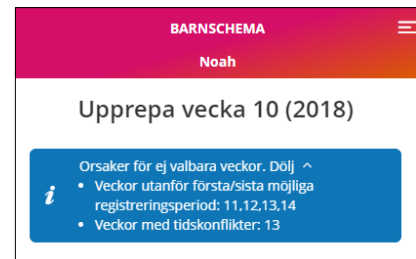 BARNSCHEMA
Noah
Upprepa vecka 10 (2018)
Orsaker för ej valbara veckor. Dölj ^
• Veckor utanför första/sista möjliga
registreringsperiod: 11,12,13,14
• Veckor med tidskonflikter: 13